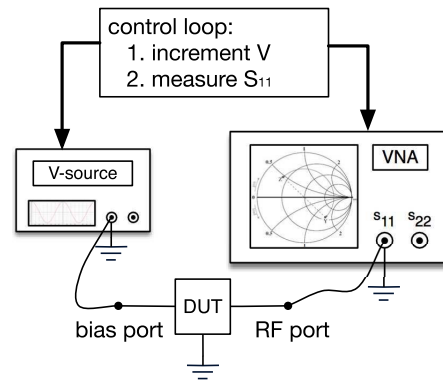 control loop:
1. increment V
2. measure S11
V-source
VNA
S11
S22
bias port
DUT
RF port